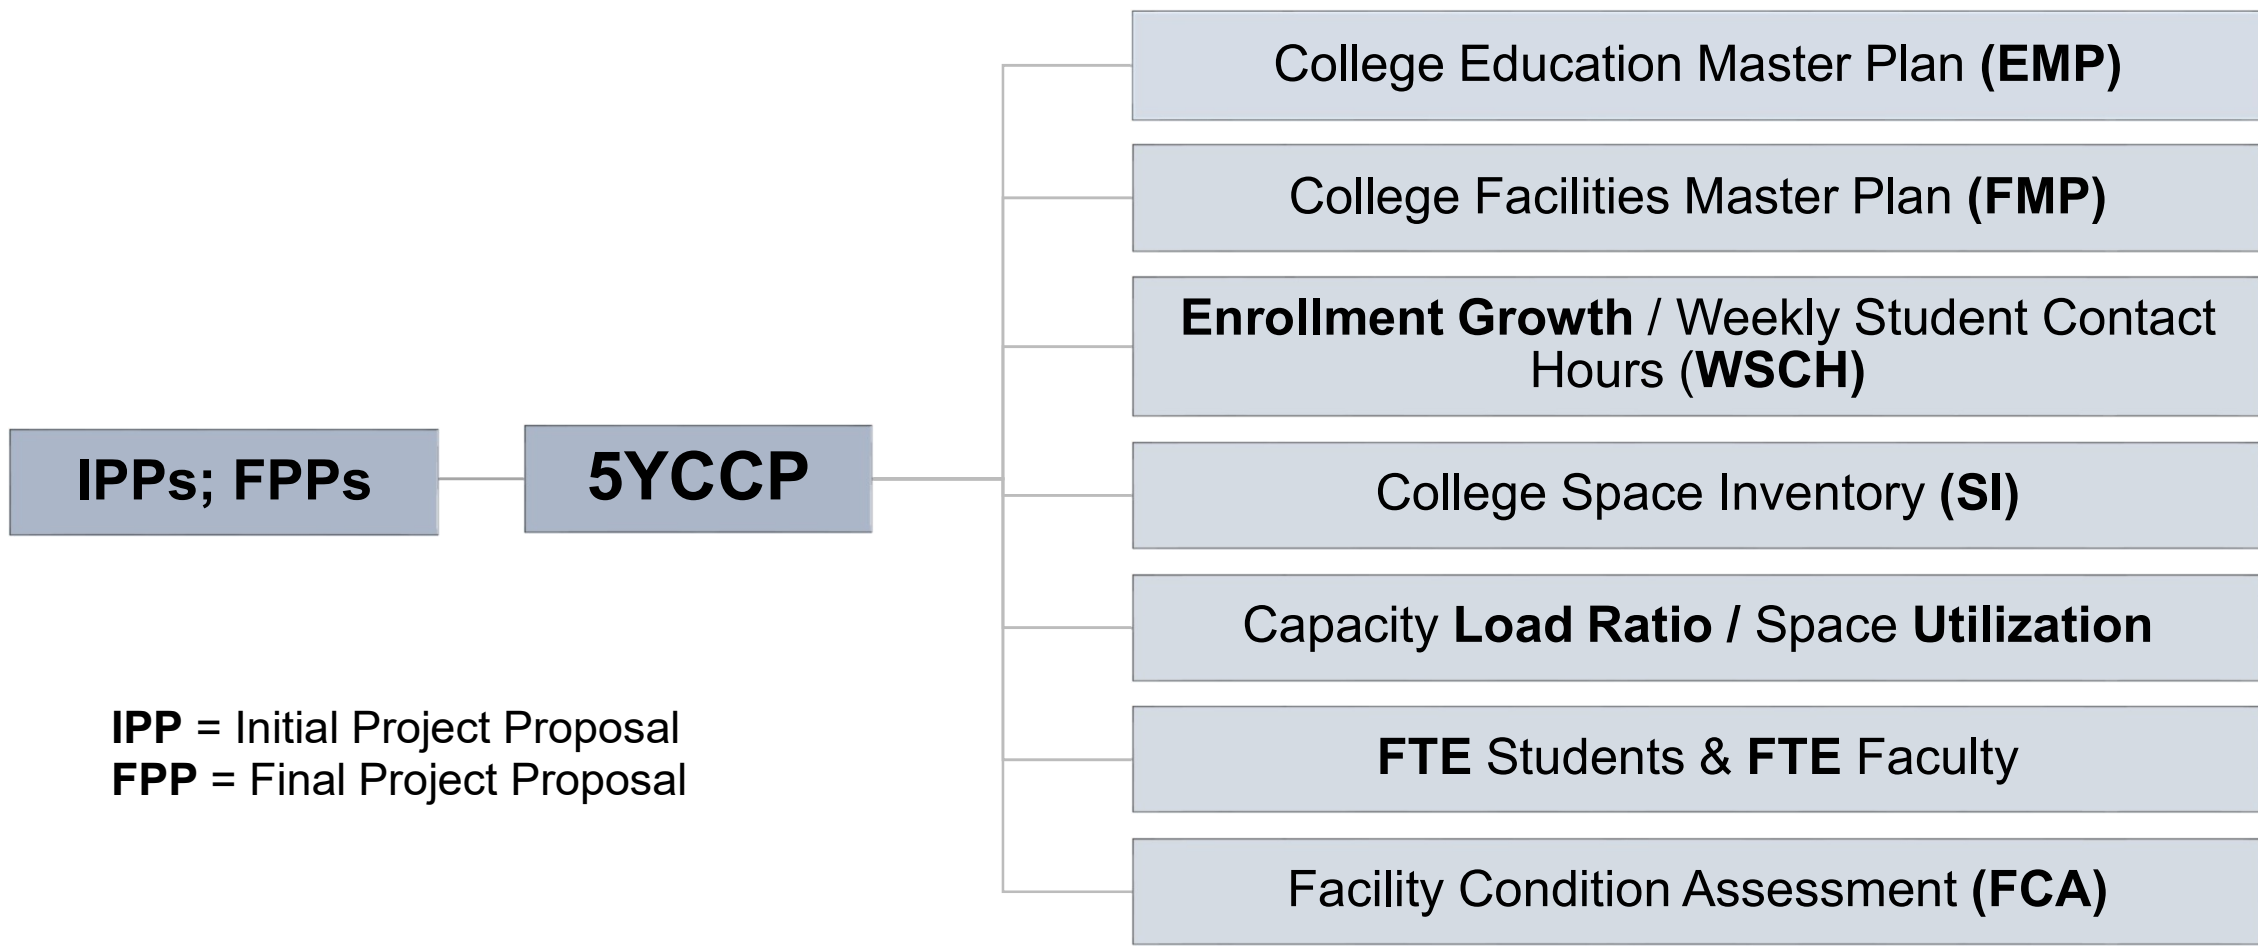 College Education Master Plan (EMP)
College Facilities Master Plan (FMP)
Enrollment Growth / Weekly Student Contact
Hours (WSCH)
IPPs; FPPs
5YCCP
College Space Inventory (SI)
Capacity Load Ratio / Space Utilization
IPP = Initial Project Proposal
FPP = Final Project Proposal
FTE Students & FTE Faculty
Facility Condition Assessment (FCA)